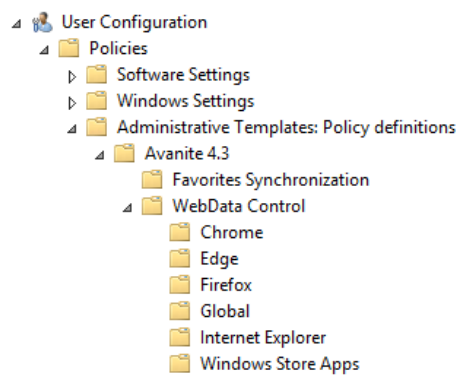 User Configuration
Policies
Software Settings
Windows Settings
Administrative Templates: Policy definitions
Avanite 4.3
Favorites Synchronization
WebData Control
Chrome
Edge
Firefox
Global
Internet Explorer
Windows Store Apps